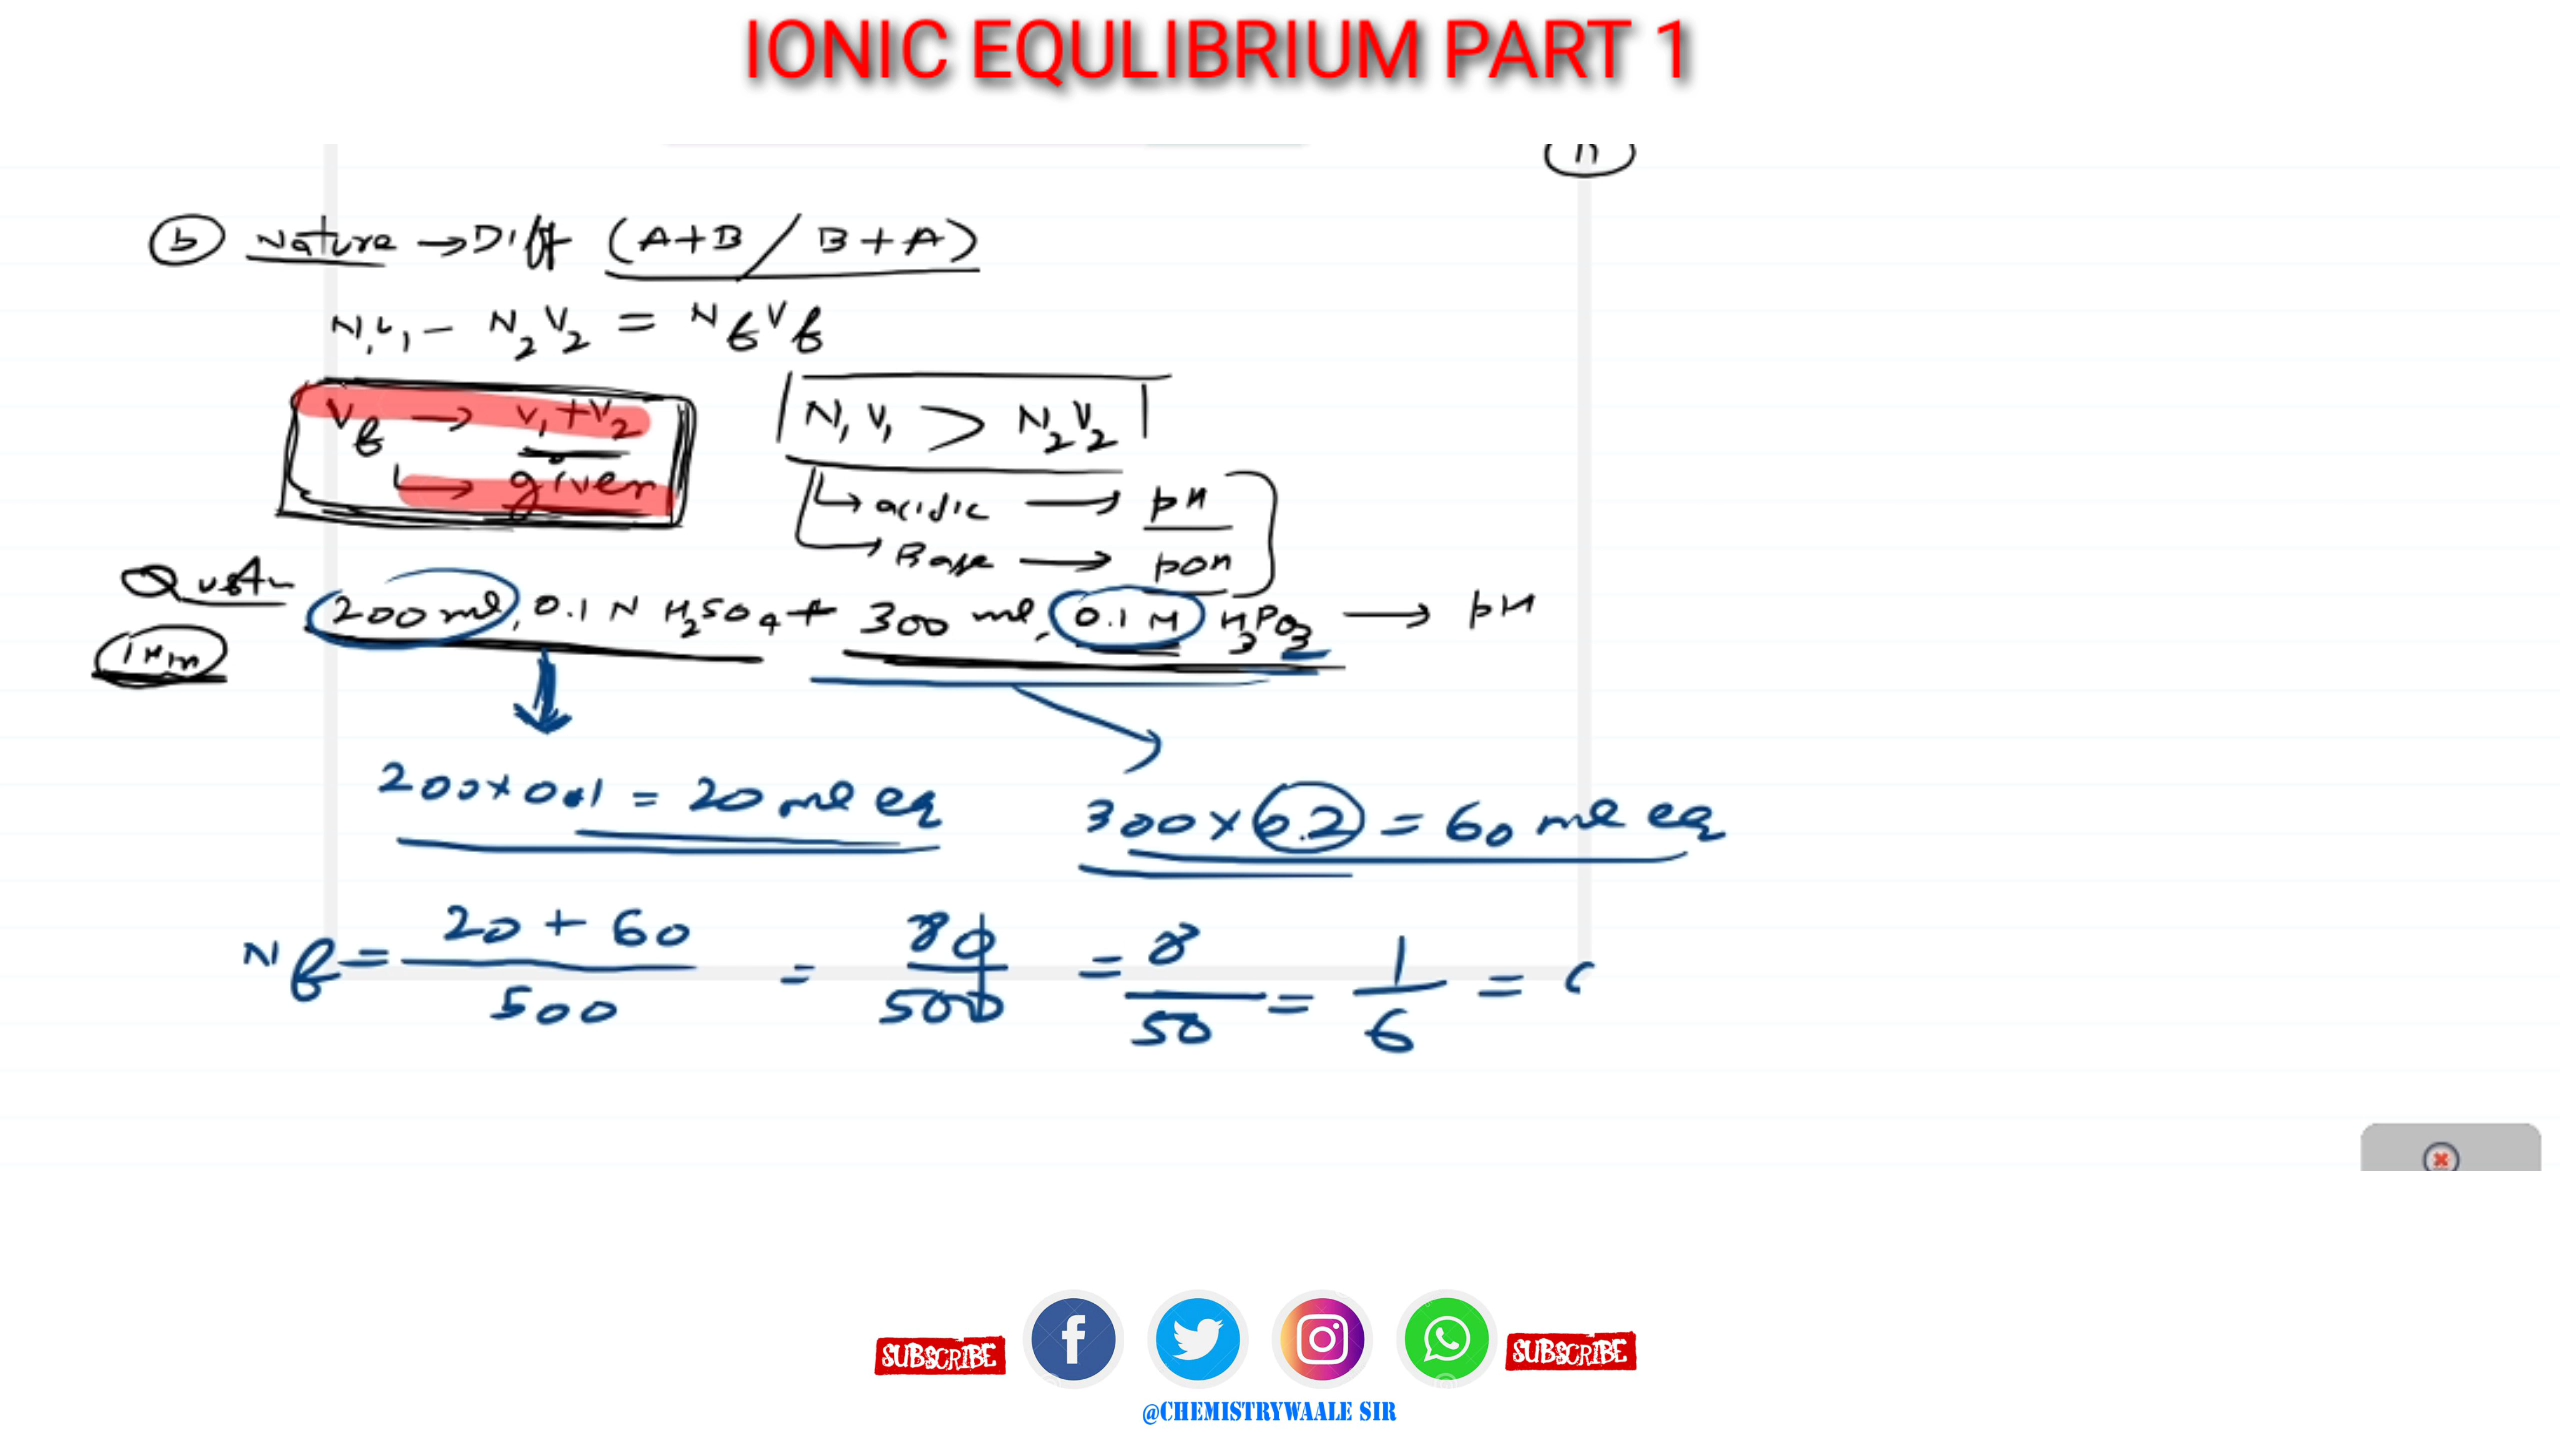 IONIC EQULIBRIUM PART 1
b Nature → Diff (A+B / B+A)
N1V1 - N2V2 = NfVf
Vf → V1+V2
→ given
N1V1 > N2V2
→ acidic → pH
→ Base → pOH
200 ml, 0.1 N H2SO4 + 300 ml, 0.1 M H3PO3 → pH
200 x 0.1 = 20 ml eq
300 x 0.2 = 60 ml eq
Nf = 20 + 60 / 500 = 80 / 500 = 8 / 50 = 1 / 6 =
SUBSCRIBE
SUBSCRIBE
@CHEMISTRYWAALE SIR